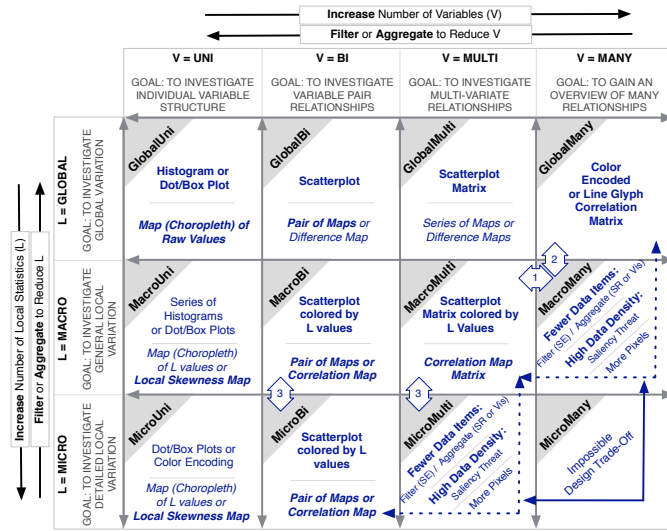 Increase Number of Variables (V)
Filter or Aggregate to Reduce V
V = UNI
GOAL: TO INVESTIGATE
INDIVIDUAL VARIABLE
STRUCTURE
V = BI
GOAL: TO INVESTIGATE
VARIABLE PAIR
RELATIONSHIPS
V = MULTI
GOAL: TO INVESTIGATE
MULTI-VARIATE
RELATIONSHIPS
V = MANY
GOAL: TO GAIN AN
OVERVIEW OF MANY
RELATIONSHIPS
Increase Number of Local Statistics (L)
Filter or Aggregate to Reduce L
L = GLOBAL
GOAL: TO INVESTIGATE
GLOBAL VARIATION
GlobalUni
Histogram or
Dot/Box Plot
Map (Choropleth) of
Raw Values
GlobalBi
Scatterplot
Pair of Maps or
Difference Map
GlobalMulti
Scatterplot
Matrix
Series of Maps or
Difference Maps
GlobalMany
Color
Encoded
or Line Glyph
Correlation
Matrix
1
2
L = MACRO
GOAL: TO INVESTIGATE
GENERAL LOCAL
VARIATION
MacroUni
Series of
Histograms
or Dot/Box Plots
Map (Choropleth)
of L values or
Local Skewness Map
MacroBi
Scatterplot
colored by
L values
Pair of Maps or
Correlation Map
MacroMulti
Scatterplot
Matrix colored by
L Values
Correlation Map
Matrix
MacroMany
Fewer Data Items:
Filter (SE) / Aggregate (SR or Vis)
High Data Density:
Saliency Threat
More Pixels
3
3
L = MICRO
GOAL: TO INVESTIGATE
DETAILED LOCAL
VARIATION
MicroUni
Dot/Box Plots or
Color Encoding
Map (Choropleth)
of L values or
Local Skewness Map
MicroBi
Scatterplot
colored by L
values
Pair of Maps or
Correlation Map
MicroMulti
Fewer Data Items:
Filter (SE) / Aggregate (SR or Vis)
High Data Density:
Saliency Threat
More Pixels
MicroMany
Impossible
Design Trade-Off